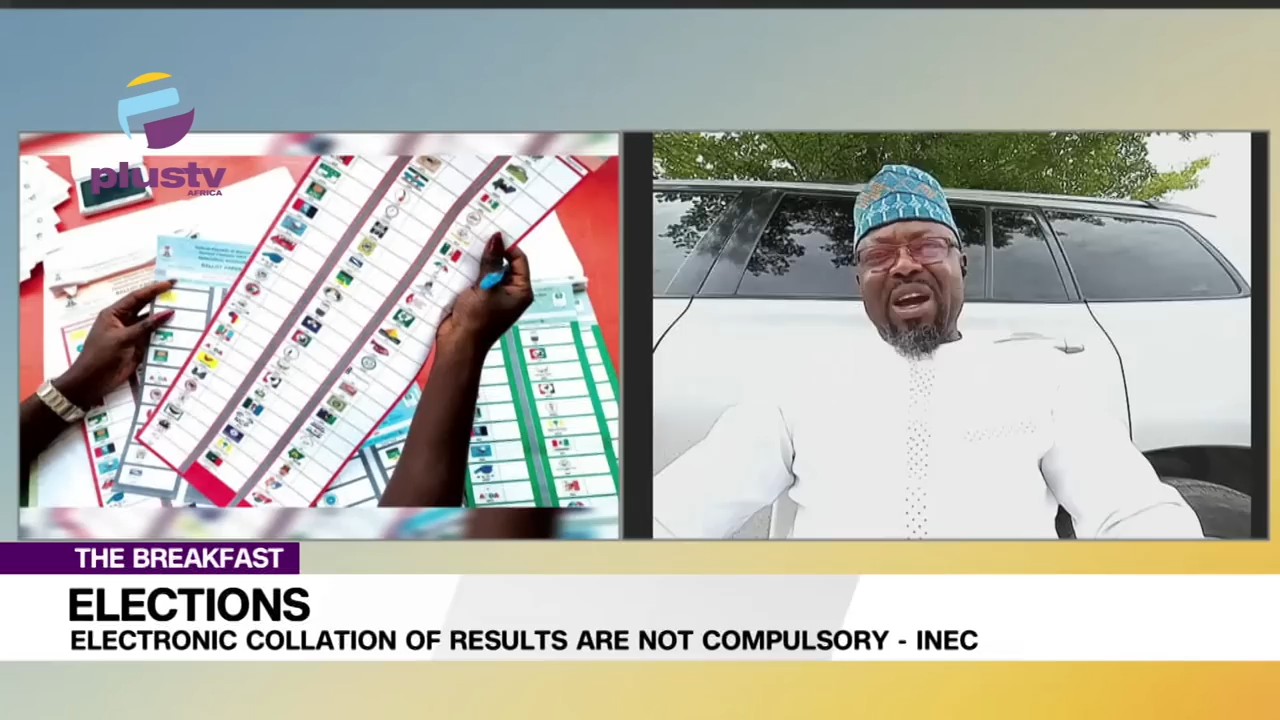 plustv
AFRICA
THE BREAKFAST
ELECTIONS
ELECTRONIC COLLATION OF RESULTS ARE NOT COMPULSORY - INEC